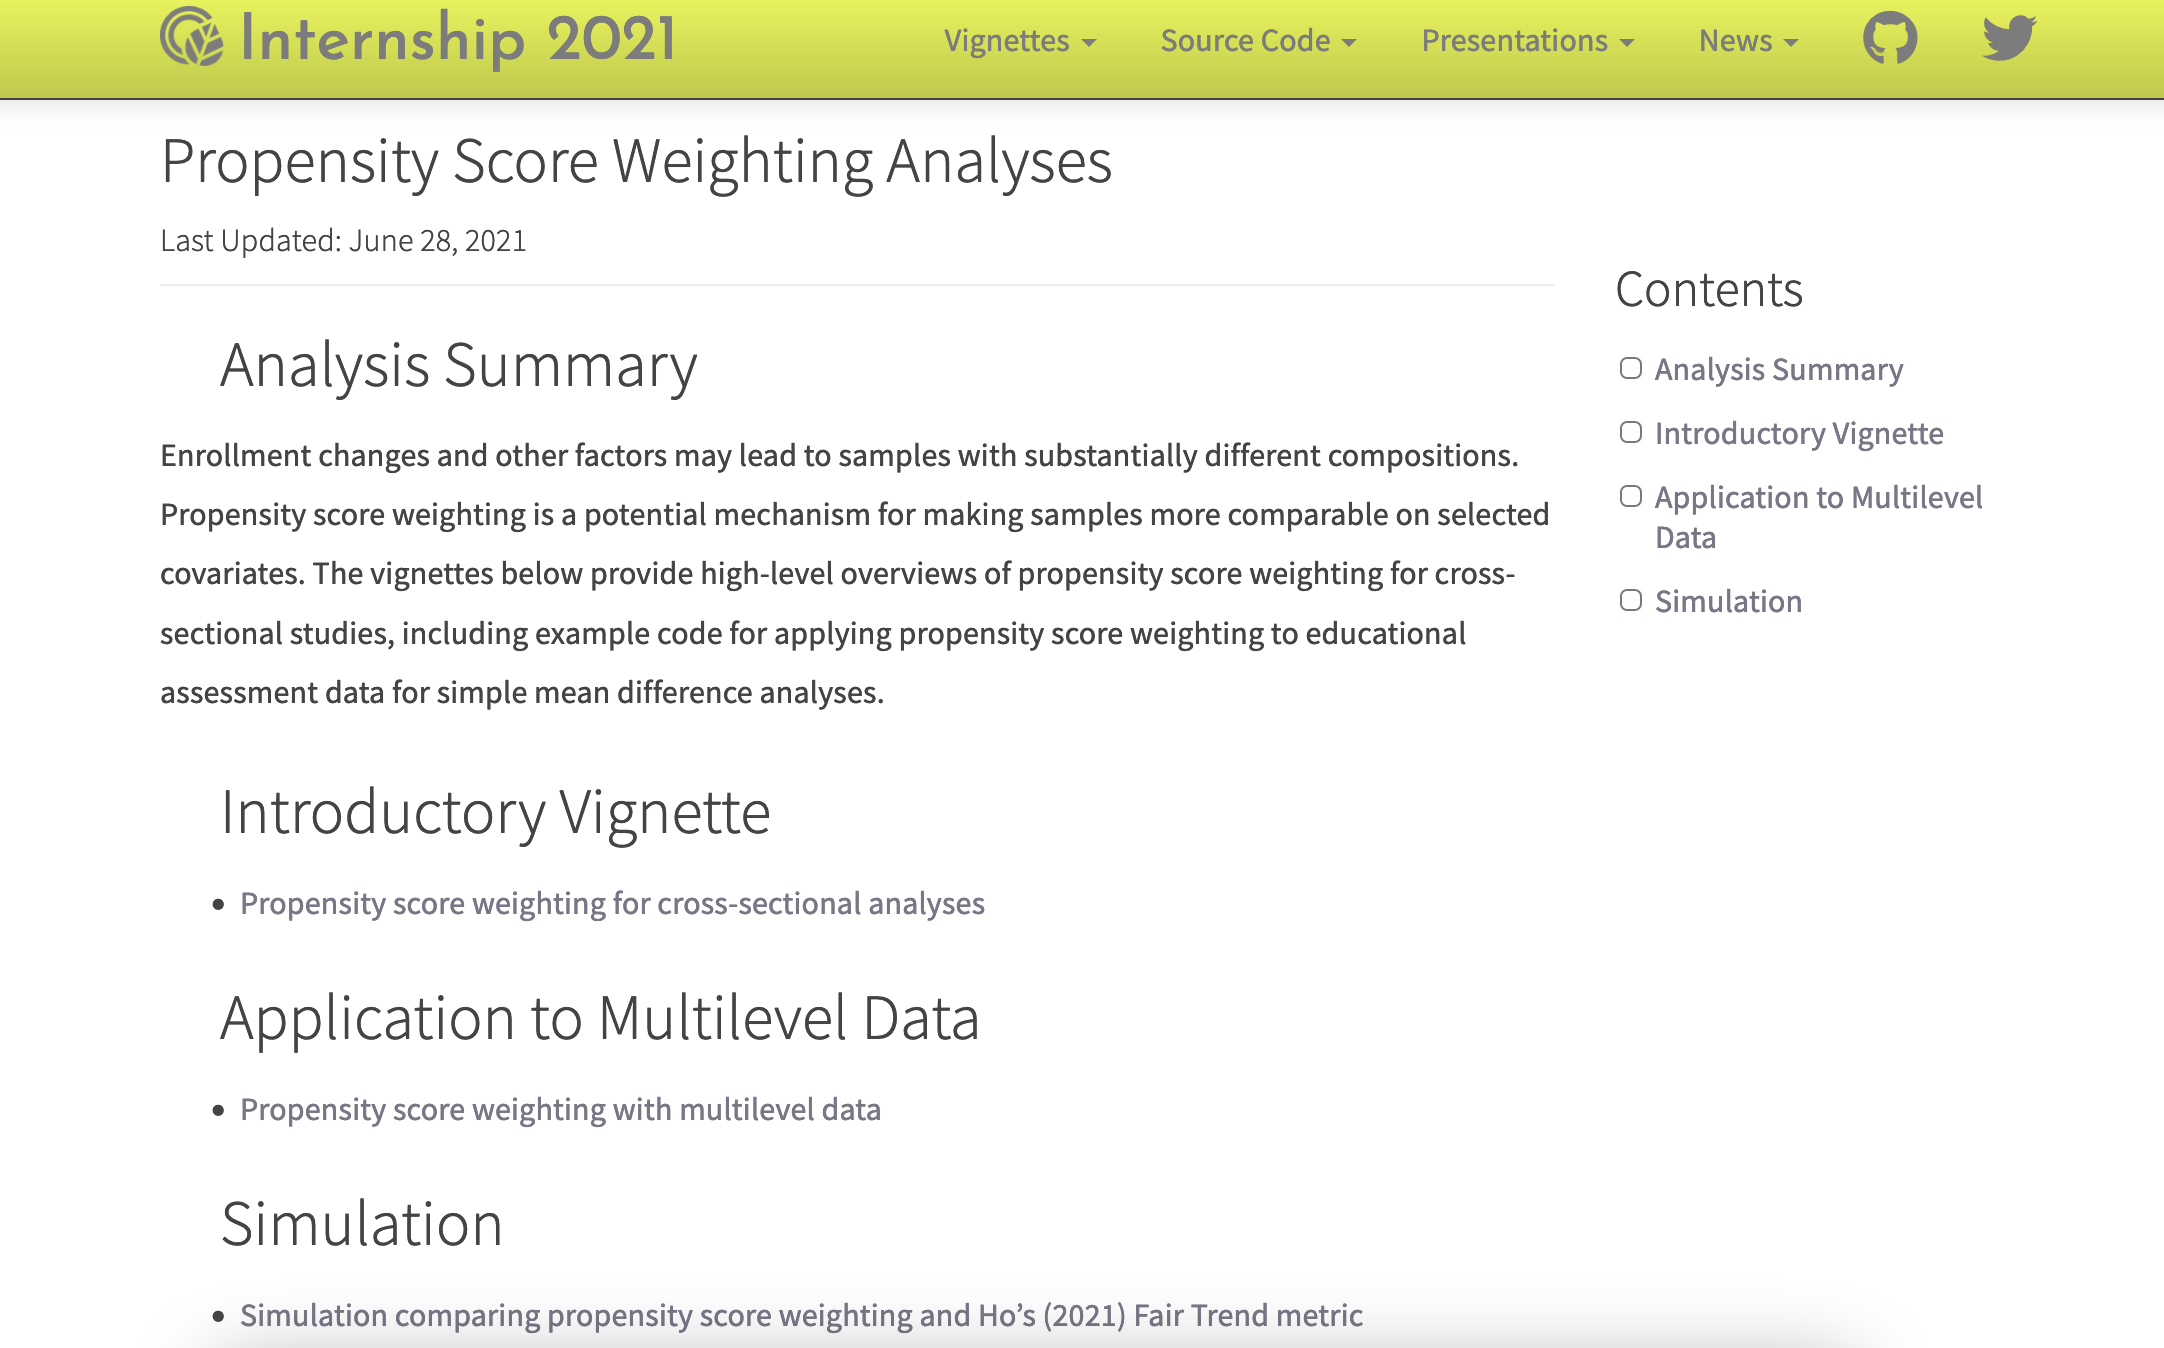 Internship 2021
Vignettes
Source Code
Presentations
News
Propensity Score Weighting Analyses
Last Updated: June 28, 2021
Analysis Summary
Enrollment changes and other factors may lead to samples with substantially different compositions.
Propensity score weighting is a potential mechanism for making samples more comparable on selected
covariates. The vignettes below provide high-level overviews of propensity score weighting for cross-
sectional studies, including example code for applying propensity score weighting to educational
assessment data for simple mean difference analyses.
Introductory Vignette
Propensity score weighting for cross-sectional analyses
Application to Multilevel Data
Propensity score weighting with multilevel data
Simulation
Simulation comparing propensity score weighting and Ho’s (2021) Fair Trend metric
Contents
Analysis Summary
Introductory Vignette
Application to Multilevel
Data
Simulation